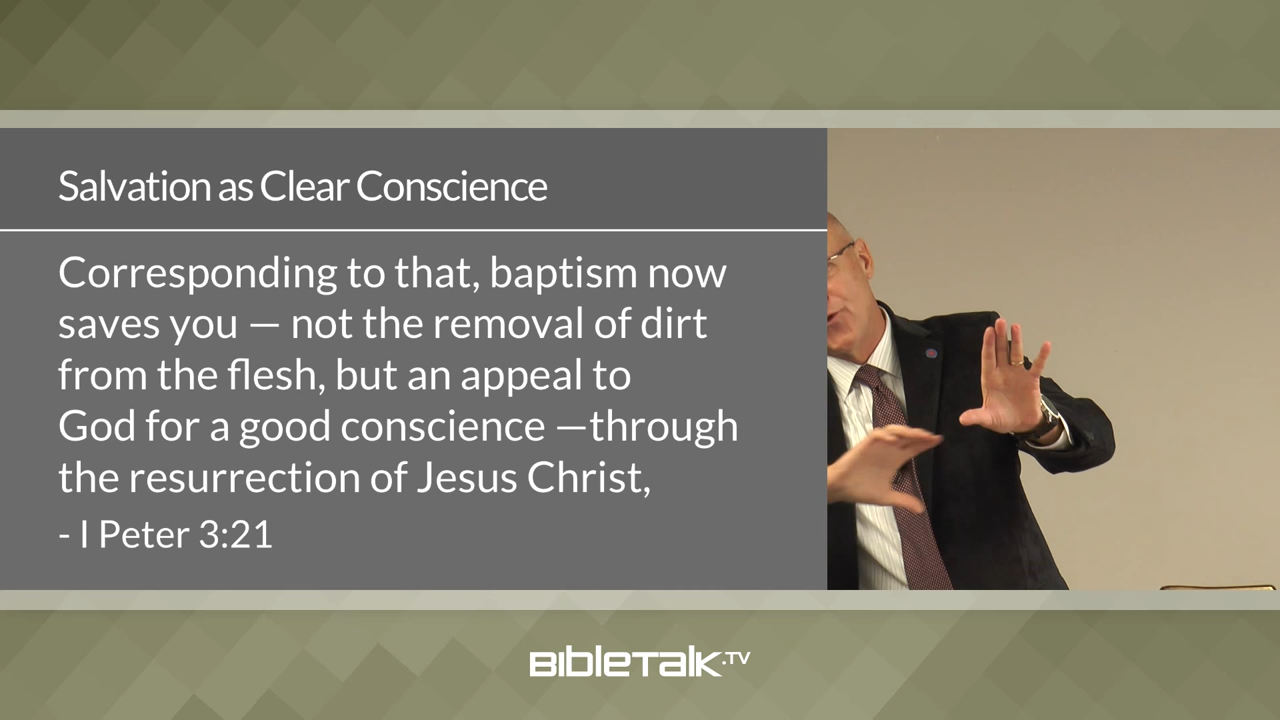 Salvation as Clear Conscience
Corresponding to that, baptism now
saves you — not the removal of dirt
from the flesh, but an appeal to
God for a good conscience —through
the resurrection of Jesus Christ,
- I Peter 3:21
BibleTalk.TV